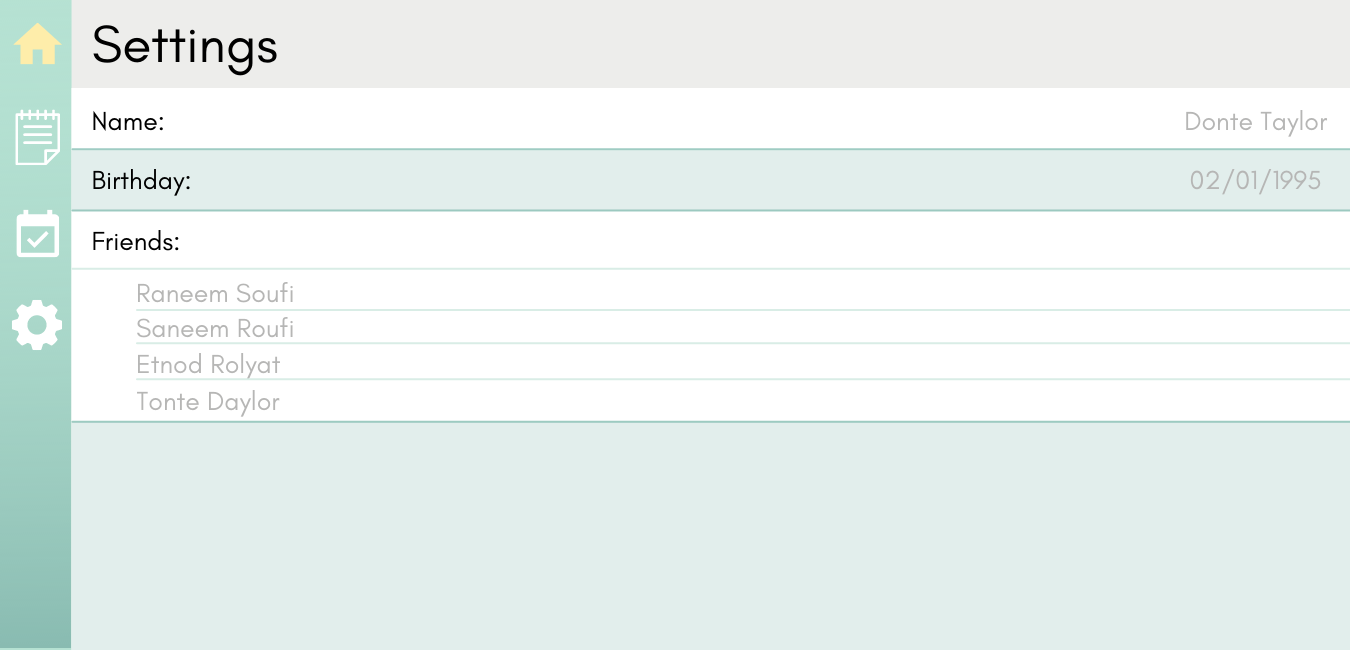 Settings
Name: Donte Taylor
Birthday: 02/01/1995
Friends:
Raneem Soufi
Saneem Roufi
Etnod Rolyat
Tonte Daylor